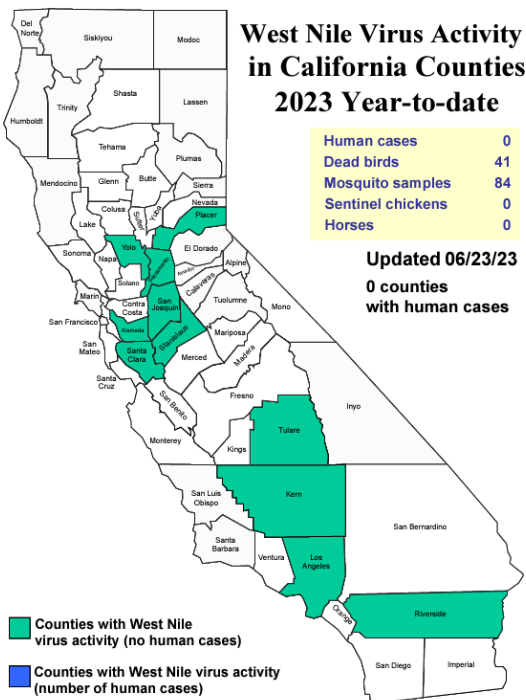 West Nile Virus Activity
in California Counties
2023 Year-to-date
Human cases 0
Dead birds 41
Mosquito samples 84
Sentinel chickens 0
Horses 0
Updated 06/23/23
0 counties
with human cases
Del
Norte
Siskiyou
Modoc
Humboldt
Trinity
Shasta
Lassen
Tehama
Plumas
Mendocino
Glenn
Butte
Sierra
Nevada
Colusa
Sutter
Yuba
Placer
Lake
Sonoma
Napa
Yolo
Sacramento
El Dorado
Alpine
Amador
Solano
Calaveras
Marin
Contra
Costa
San
Joaquin
Tuolumne
Mono
San Francisco
Alameda
Stanislaus
San
Mateo
Santa
Clara
Merced
Mariposa
Madera
Santa
Cruz
San Benito
Fresno
Inyo
Monterey
Kings
Tulare
San Luis
Obispo
Kern
San Bernardino
Santa
Barbara
Ventura
Los
Angeles
Orange
Riverside
San Diego
Imperial
Counties with West Nile
virus activity (no human cases)
Counties with West Nile virus activity
(number of human cases)